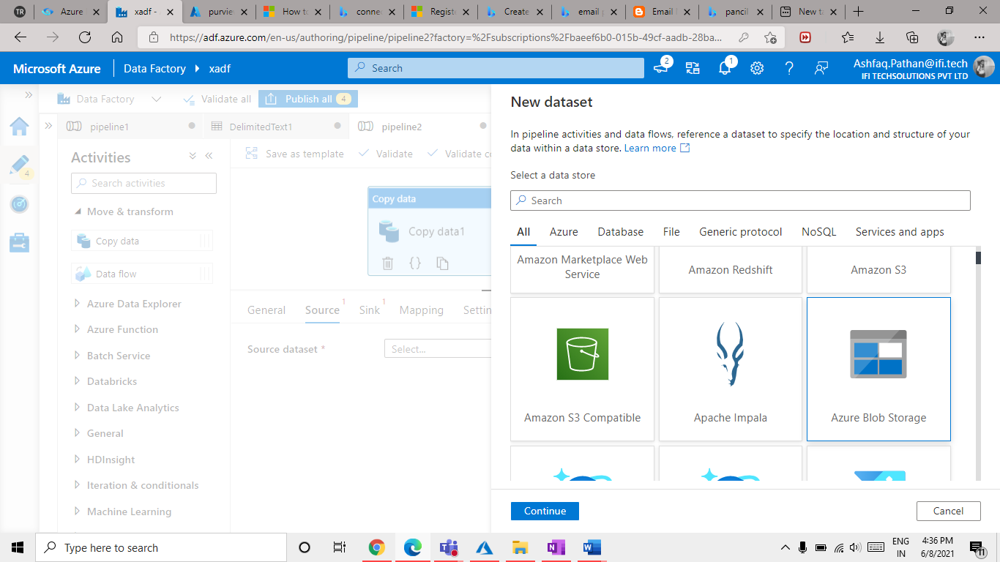 TR
Azure
xadf -
purvie
How to
connec
Registe
Create
email p
Email
pancil
New ta
https://adf.azure.com/en-us/authoring/pipeline/pipeline2?factory=%2Fsubscriptions%2Fbaeef6b0-015b-49cf-aadb-28ba...
Microsoft Azure
Data Factory
xadf
Search
2
1
Ashfaq.Pathan@ifi.tech
IFI TECHSOLUTIONS PVT LTD
Data Factory
Validate all
Publish all
4
pipeline1
DelimitedText1
pipeline2
4
Activities
Search activities
Move & transform
Copy data
Data flow
Azure Data Explorer
Azure Function
Batch Service
Databricks
Data Lake Analytics
General
HDInsight
Iteration & conditionals
Machine Learning
Save as template
Validate
Validate co
Copy data
Copy data1
General
Source
1
Sink
1
Mapping
Settin
Source dataset *
Select...
New dataset
In pipeline activities and data flows, reference a dataset to specify the location and structure of your
data within a data store. Learn more
Select a data store
Search
All
Azure
Database
File
Generic protocol
NoSQL
Services and apps
Amazon Marketplace Web
Service
Amazon Redshift
Amazon S3
Amazon S3 Compatible
Apache Impala
Azure Blob Storage
Continue
Cancel
Type here to search
ENG
IN
4:36 PM
6/8/2021
11